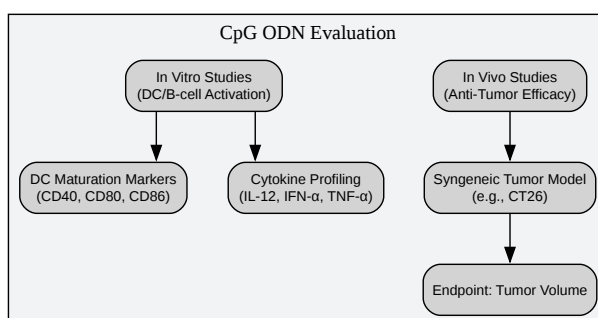 CpG ODN Evaluation
In Vitro Studies
(DC/B-cell Activation)
In Vivo Studies
(Anti-Tumor Efficacy)
DC Maturation Markers
(CD40, CD80, CD86)
Cytokine Profiling
(IL-12, IFN-α, TNF-α)
Syngeneic Tumor Model
(e.g., CT26)
Endpoint: Tumor Volume